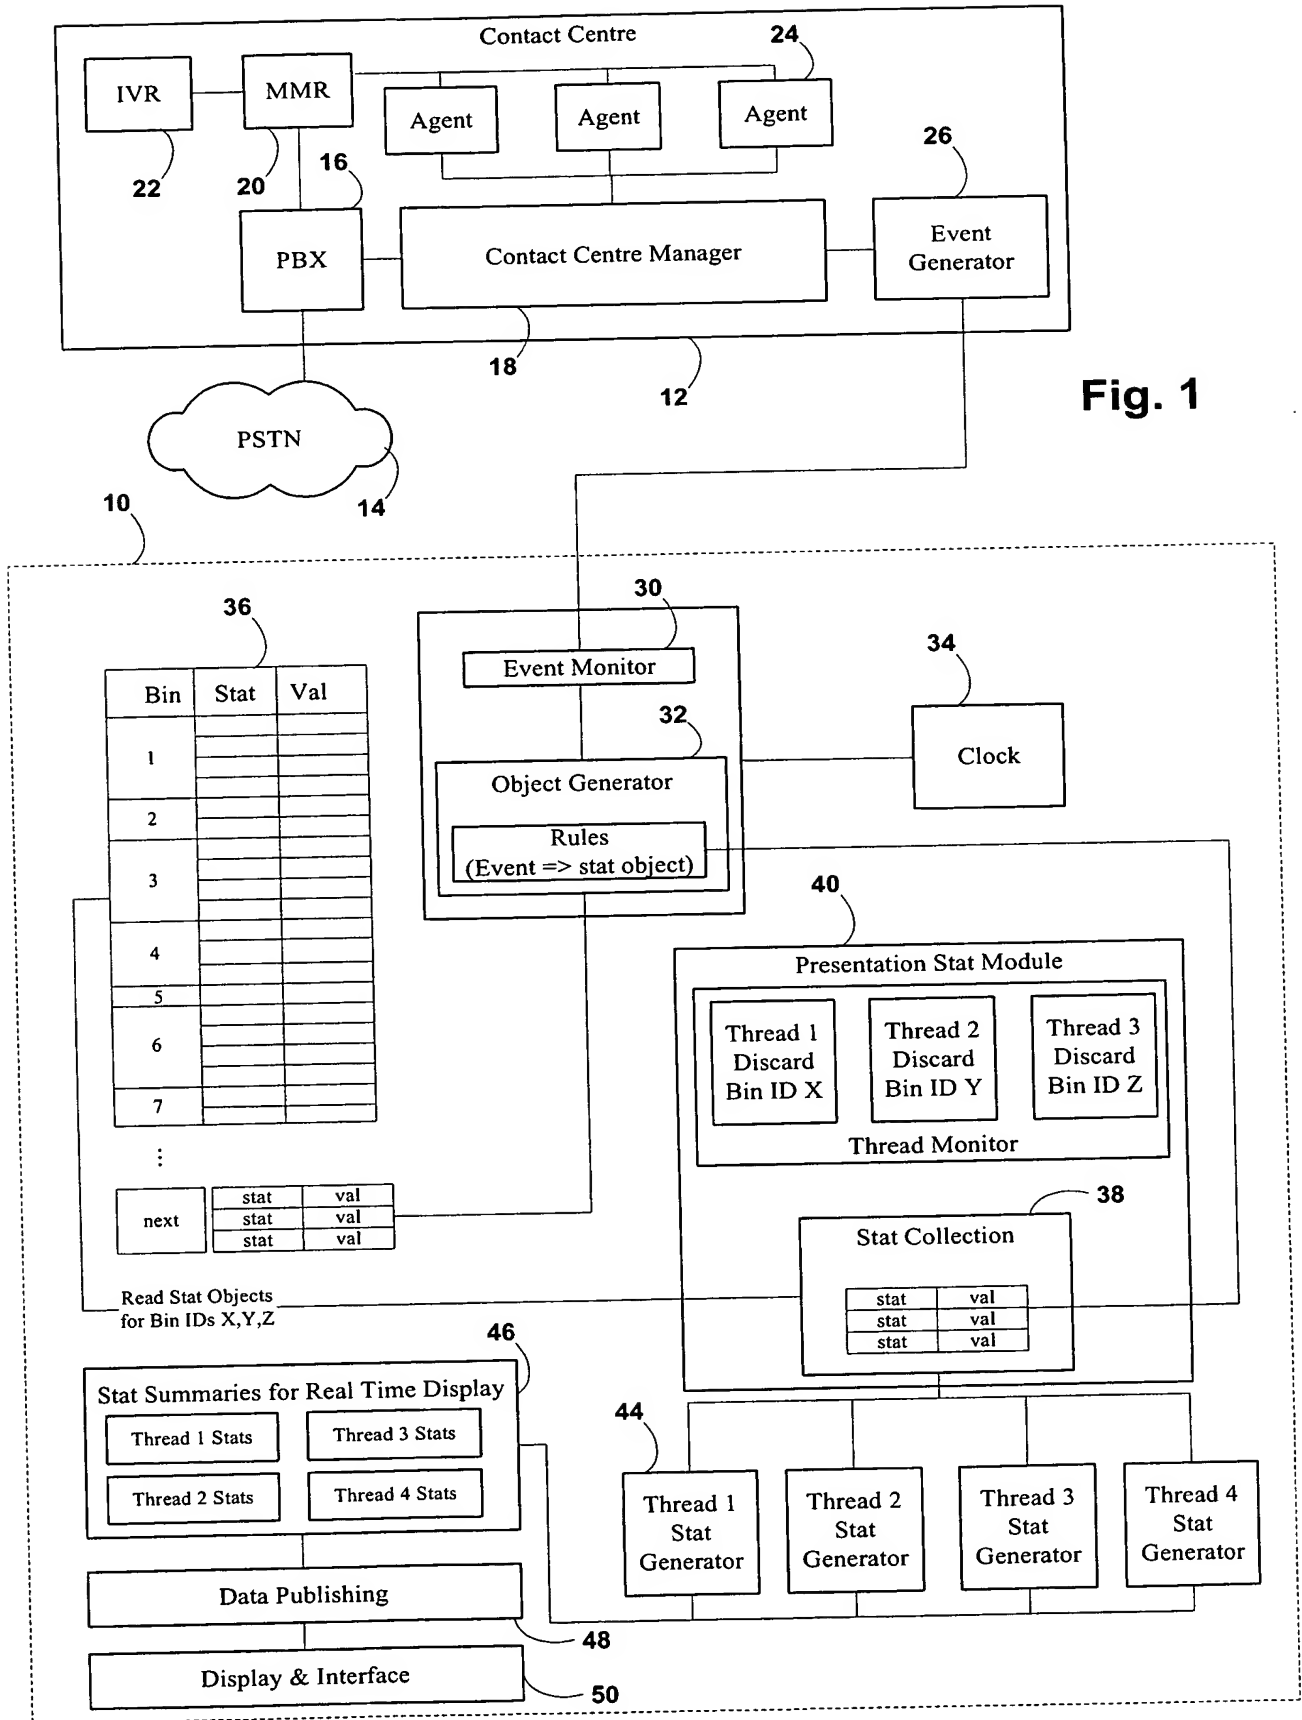 Contact Centre
24
IVR
MMR
Agent
Agent
Agent
22
20
16
26
PBX
Contact Centre Manager
Event
Generator
18
12
Fig. 1
PSTN
14
10
36
30
34
Bin Stat Val
Event Monitor
32
Clock
1
Object Generator
2
Rules
(Event => stat object)
3
40
4
Presentation Stat Module
5
6
7
Thread 1
Discard
Bin ID X
Thread 2
Discard
Bin ID Y
Thread 3
Discard
Bin ID Z
Thread Monitor
⋮
next
stat val
stat val
stat val
38
Stat Collection
stat val
stat val
stat val
Read Stat Objects
for Bin IDs X,Y,Z
46
Stat Summaries for Real Time Display
Thread 1 Stats
Thread 3 Stats
Thread 2 Stats
Thread 4 Stats
44
Thread 1
Stat
Generator
Thread 2
Stat
Generator
Thread 3
Stat
Generator
Thread 4
Stat
Generator
Data Publishing
48
Display & Interface
50